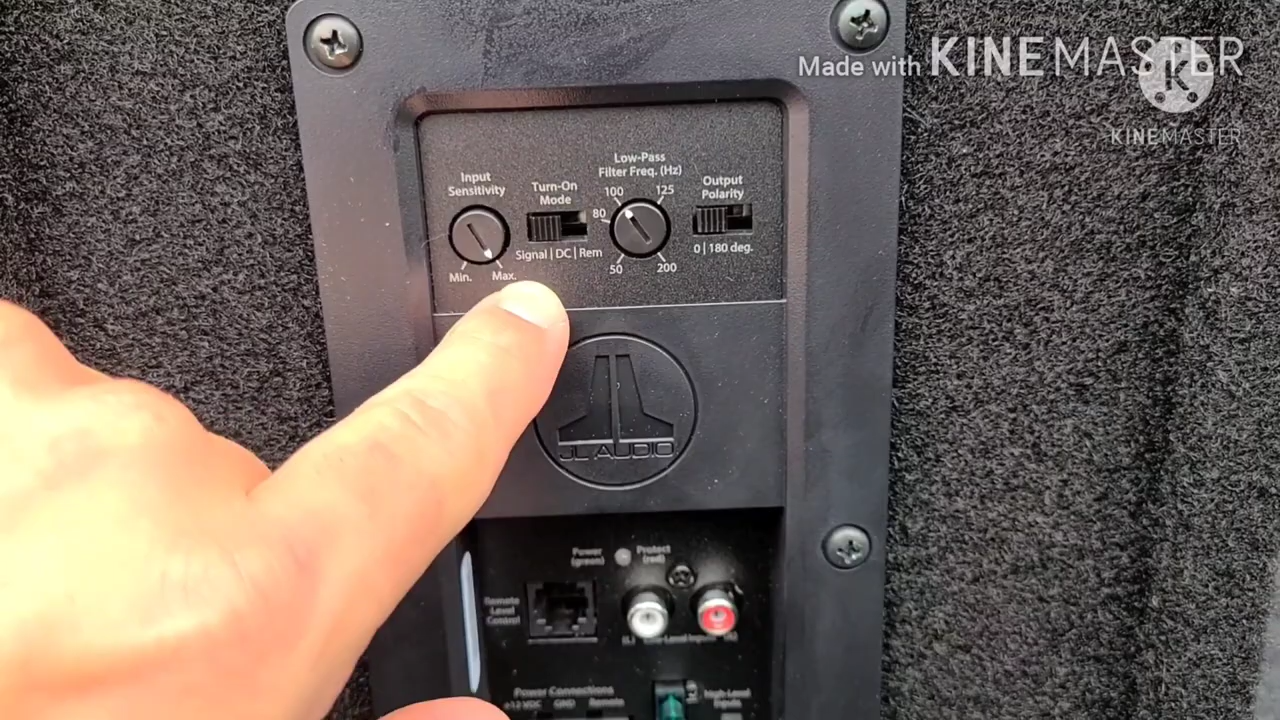 Made with KINEMASTER
KINEMASTER
Low-Pass
Filter Freq. (Hz)
Input
Sensitivity
Turn-On
Mode
Output
Polarity
100 125
80
Signal | DC | Rem
0 | 180 deg.
Min. Max.
50 200
JL AUDIO
Power
(green)
Protect
(red)
Remote
Level
Control
(L) Low-Level Inputs (R)
Power Connections
+12 VDC GND Remote
High-Level
Inputs